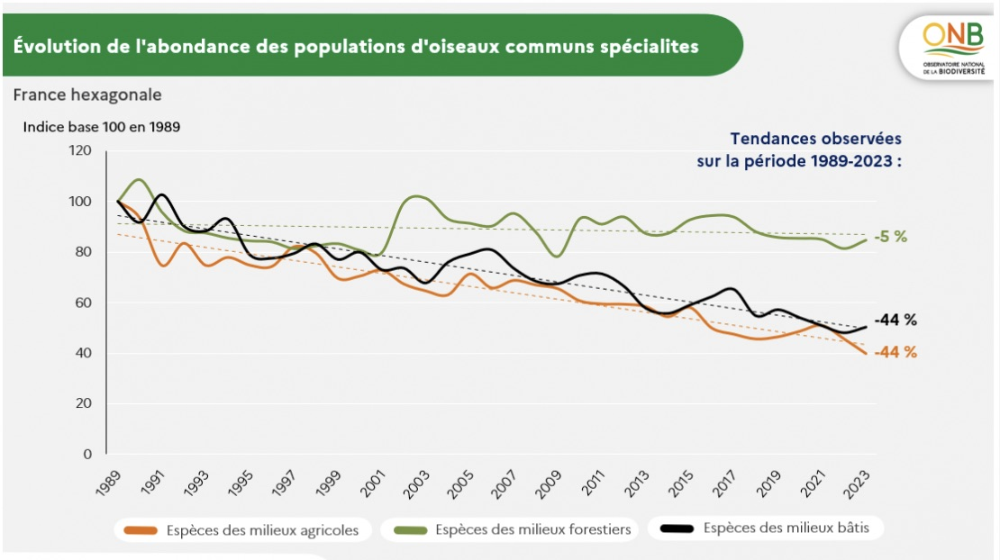 Évolution de l'abondance des populations d'oiseaux communs spécialites
ONB
OBSERVATOIRE NATIONAL
DE LA BIODIVERSITÉ
France hexagonale
Indice base 100 en 1989
Tendances observées
sur la période 1989-2023 :
120
100
80
60
40
20
0
-5 %
-44 %
-44 %
1989 1991 1993 1995 1997 1999 2001 2003 2005 2007 2009 2011 2013 2015 2017 2019 2021 2023
Espèces des milieux agricoles Espèces des milieux forestiers Espèces des milieux bâtis